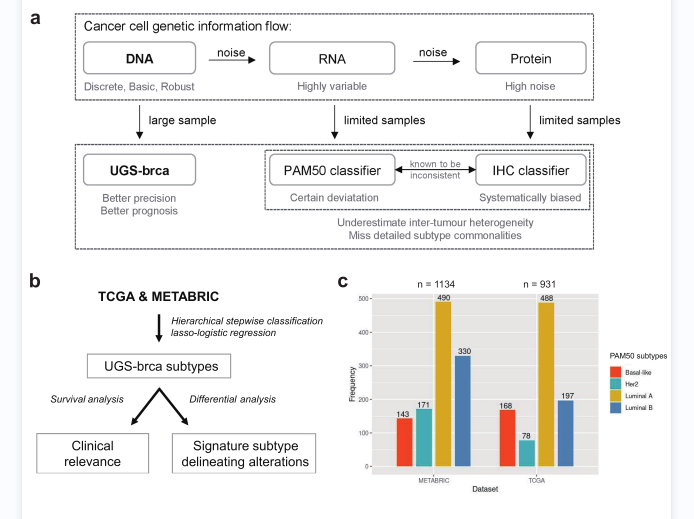 a
Cancer cell genetic information flow:
DNA
noise
RNA
noise
Protein
Discrete, Basic, Robust
Highly variable
High noise
large sample
limited samples
limited samples
UGS-brca
PAM50 classifier
known to be
inconsistent
IHC classifier
Better precision
Better prognosis
Certain deviatation
Systematically biased
Underestimate inter-tumour heterogeneity
Miss detailed subtype commonalities
b
TCGA & METABRIC
Hierarchical stepwise classification
lasso-logistic regression
UGS-brca subtypes
Survival analysis
Differential analysis
Clinical
relevance
Signature subtype
delineating alterations
c
n = 1134
n = 931
500
400
300
200
100
0
Frequency
143
171
490
330
168
78
488
197
METABRIC
TCGA
Dataset
PAM50 subtypes
Basal-like
Her2
Luminal A
Luminal B